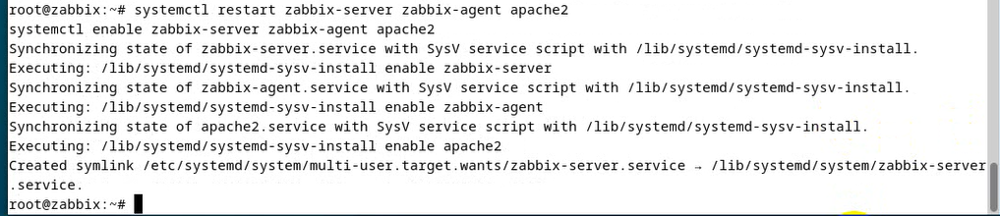 root@zabbix:~# systemctl restart zabbix-server zabbix-agent apache2
systemctl enable zabbix-server zabbix-agent apache2
Synchronizing state of zabbix-server.service with SysV service script with /lib/systemd/systemd-sysv-install.
Executing: /lib/systemd/systemd-sysv-install enable zabbix-server
Synchronizing state of zabbix-agent.service with SysV service script with /lib/systemd/systemd-sysv-install.
Executing: /lib/systemd/systemd-sysv-install enable zabbix-agent
Synchronizing state of apache2.service with SysV service script with /lib/systemd/systemd-sysv-install.
Executing: /lib/systemd/systemd-sysv-install enable apache2
Created symlink /etc/systemd/system/multi-user.target.wants/zabbix-server.service → /lib/systemd/system/zabbix-server
.service.
root@zabbix:~#